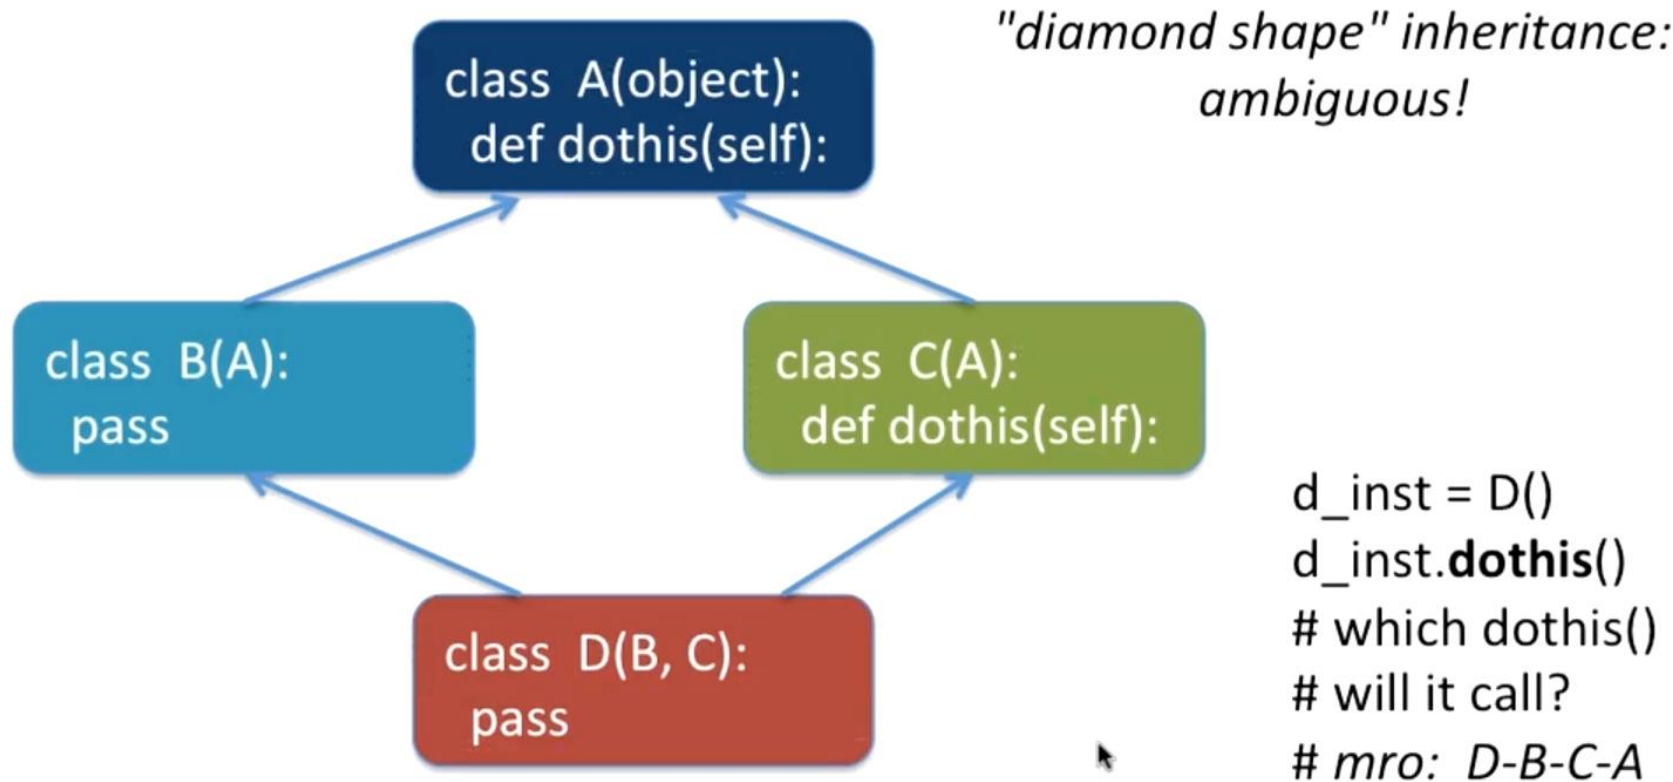 "diamond shape" inheritance:
ambiguous!
class A(object):
def dothis(self):
class B(A):
pass
class C(A):
def dothis(self):
class D(B, C):
pass
d_inst = D()
d_inst.dothis()
# which dothis()
# will it call?
# mro: D-B-C-A